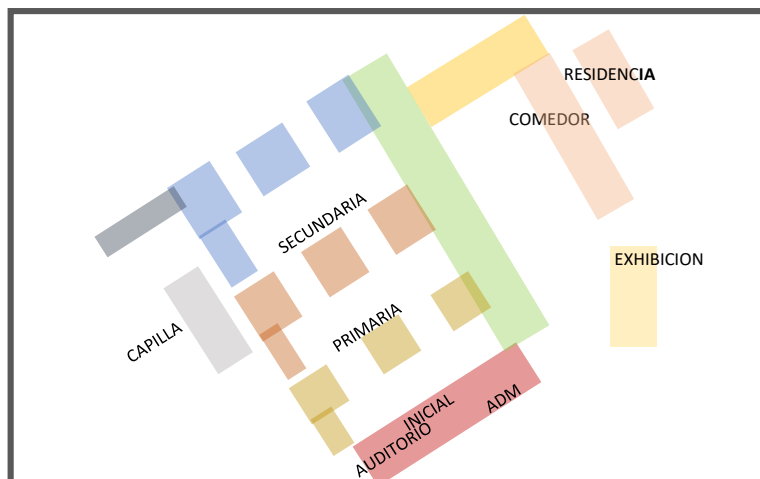 RESIDENCIA
COMEDOR
SECUNDARIA
EXHIBICION
CAPILLA
PRIMARIA
INICIAL
ADM
AUDITORIO